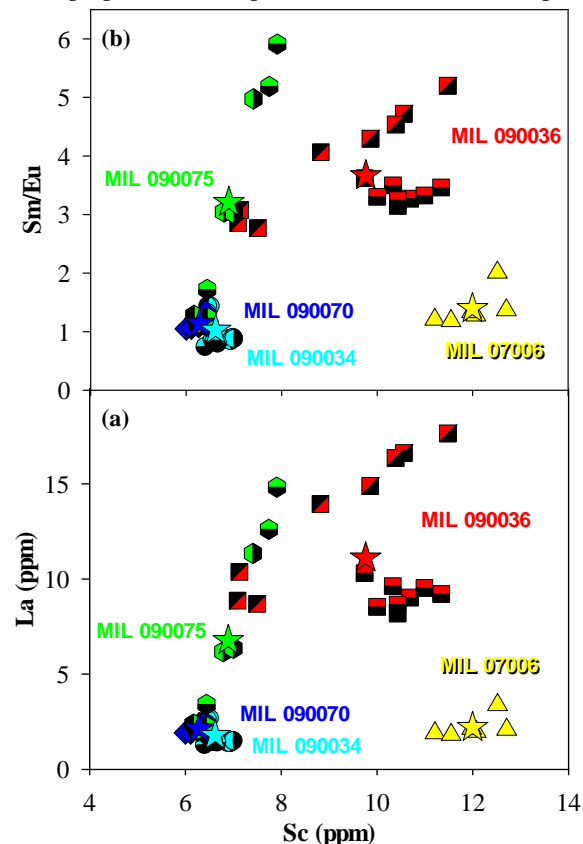 (b)
6
5
4
3
2
1
0
Sm/Eu
MIL 090036
MIL 090075
MIL 090070
MIL 090034
MIL 07006
(a)
15
10
5
0
La (ppm)
MIL 090036
MIL 090075
MIL 07006
MIL 090070
MIL 090034
4 6 8 10 12 14
Sc (ppm)